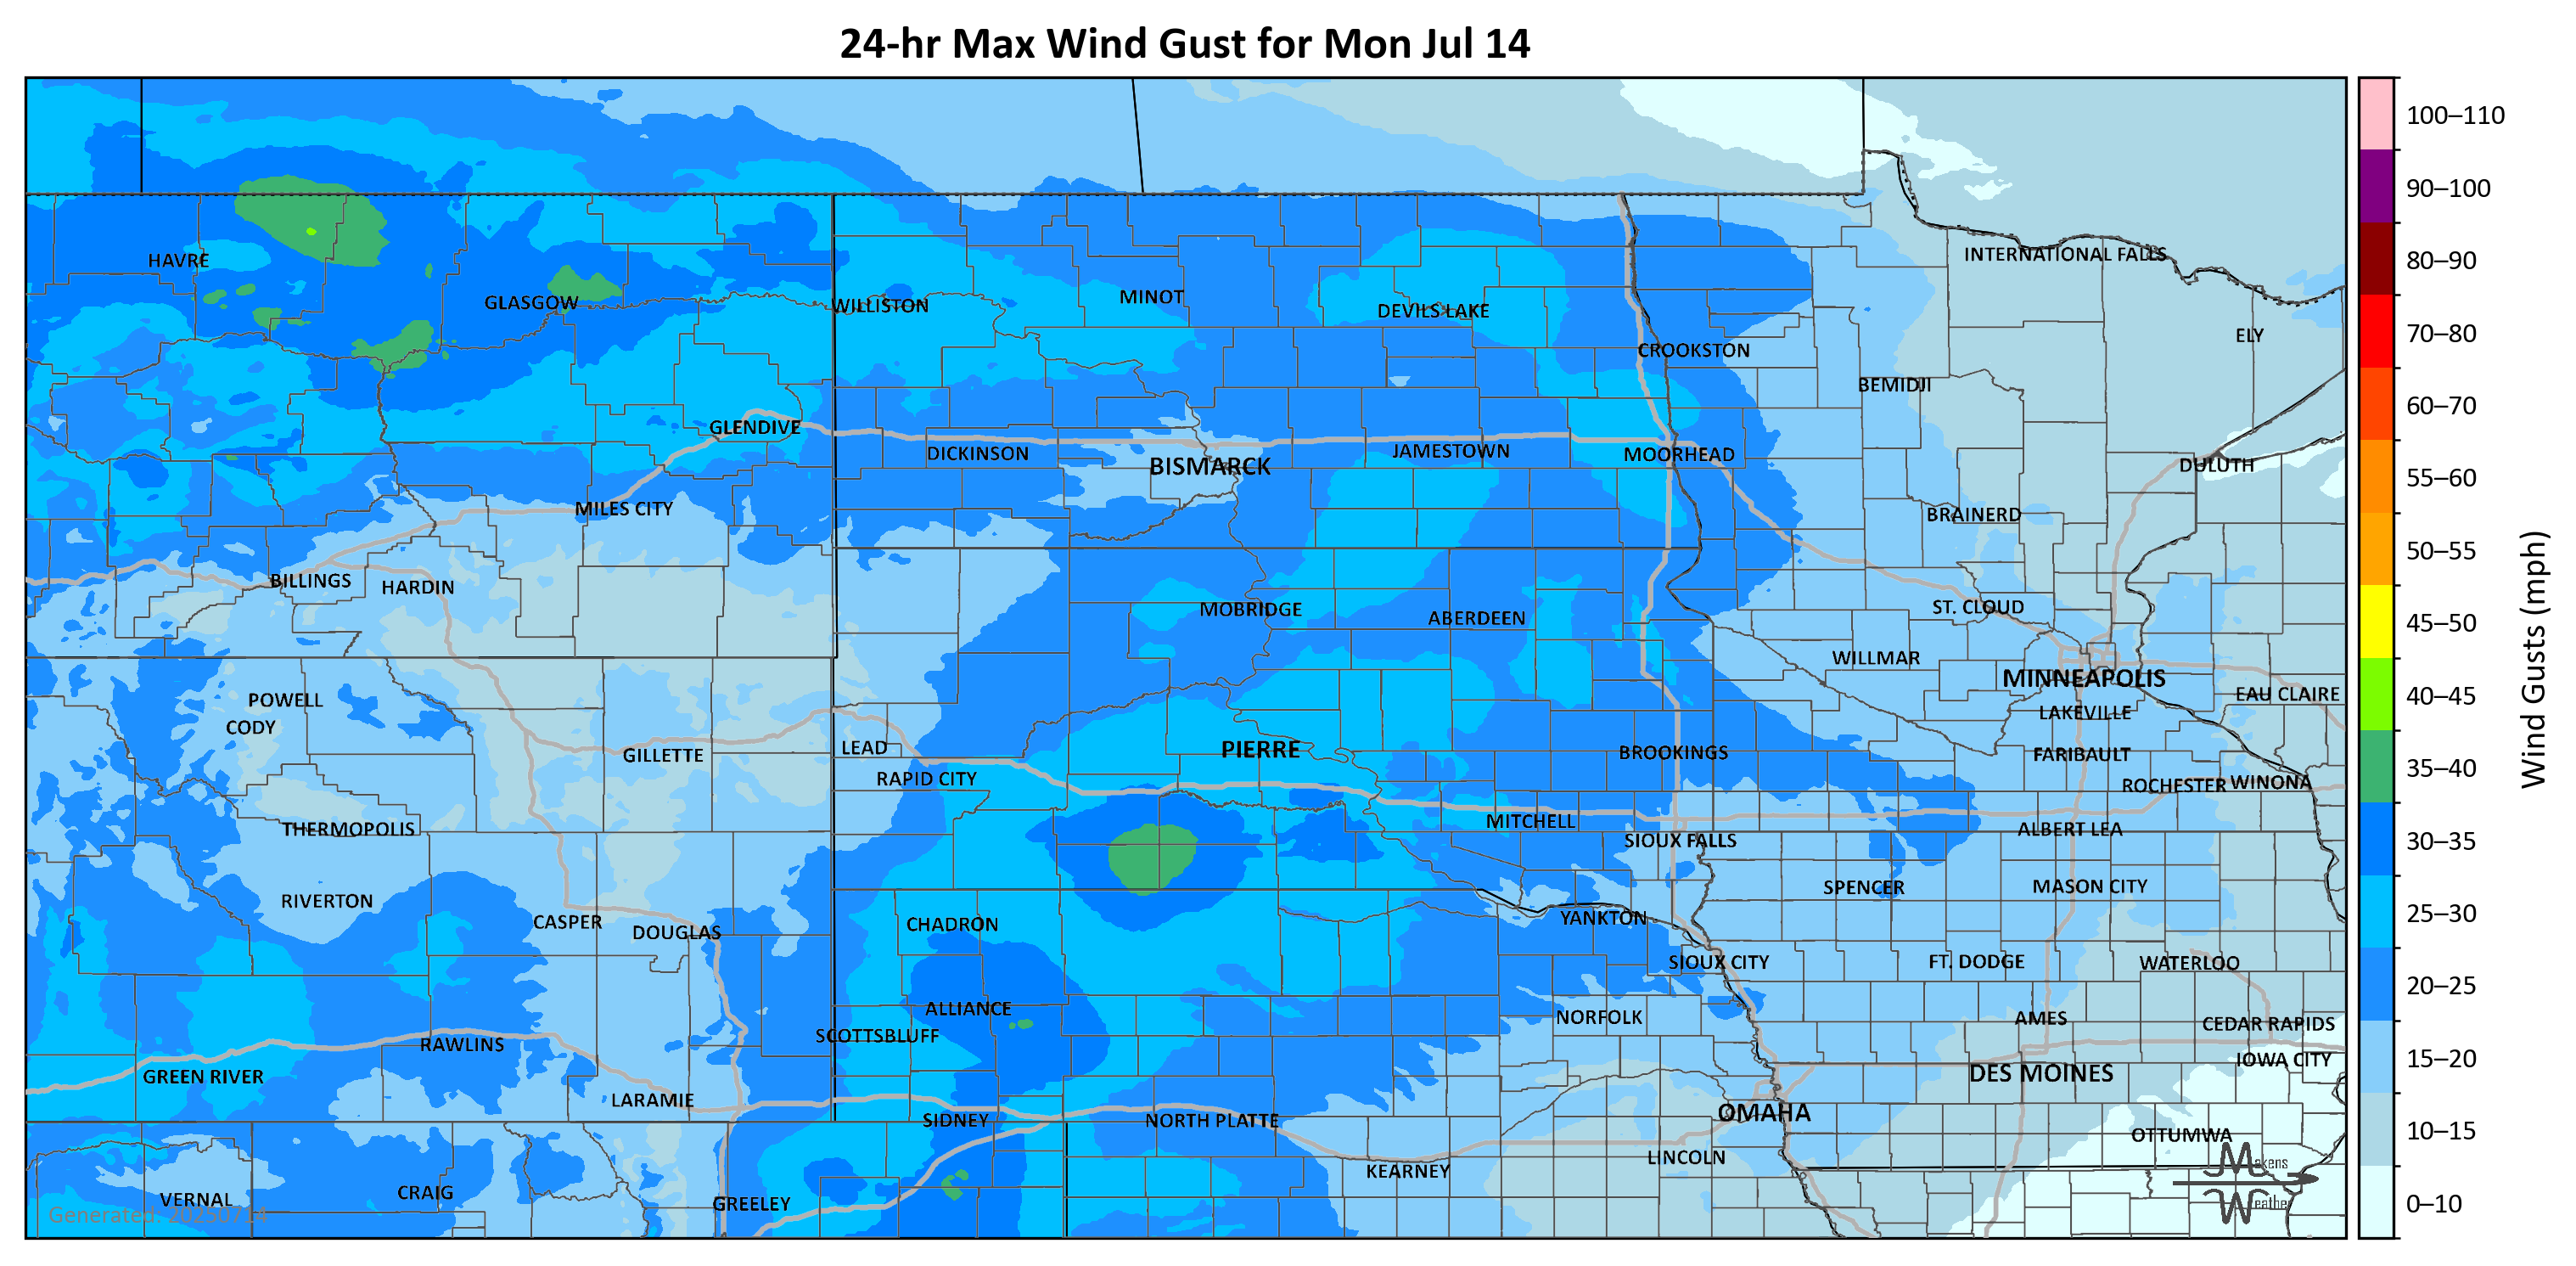 24-hr Max Wind Gust for Mon Jul 14
100–110
90–100
80–90
70–80
60–70
55–60
50–55
45–50
40–45
35–40
30–35
25–30
20–25
15–20
10–15
0–10
Wind Gusts (mph)
INTERNATIONAL FALLS
HAVRE
GLASGOW
WILLISTON
MINOT
DEVILS LAKE
ELY
CROOKSTON
BEMIDJI
GLENDIVE
DICKINSON
BISMARCK
JAMESTOWN
MOORHEAD
DULUTH
MILES CITY
BRAINERD
BILLINGS
HARDIN
MOBRIDGE
ABERDEEN
ST. CLOUD
WILLMAR
MINNEAPOLIS
EAU CLAIRE
POWELL
CODY
LAKEVILLE
GILLETTE
LEAD
PIERRE
BROOKINGS
FARIBAULT
RAPID CITY
ROCHESTER
WINONA
THERMOPOLIS
MITCHELL
SIOUX FALLS
ALBERT LEA
RIVERTON
SPENCER
MASON CITY
CASPER
DOUGLAS
CHADRON
YANKTON
SIOUX CITY
FT. DODGE
WATERLOO
ALLIANCE
SCOTTSBLUFF
NORFOLK
AMES
CEDAR RAPIDS
RAWLINS
IOWA CITY
GREEN RIVER
DES MOINES
LARAMIE
SIDNEY
NORTH PLATTE
OMAHA
OTTUMWA
KEARNEY
LINCOLN
VERNAL
CRAIG
GREELEY
Makens
Weather
Generated: 20250714